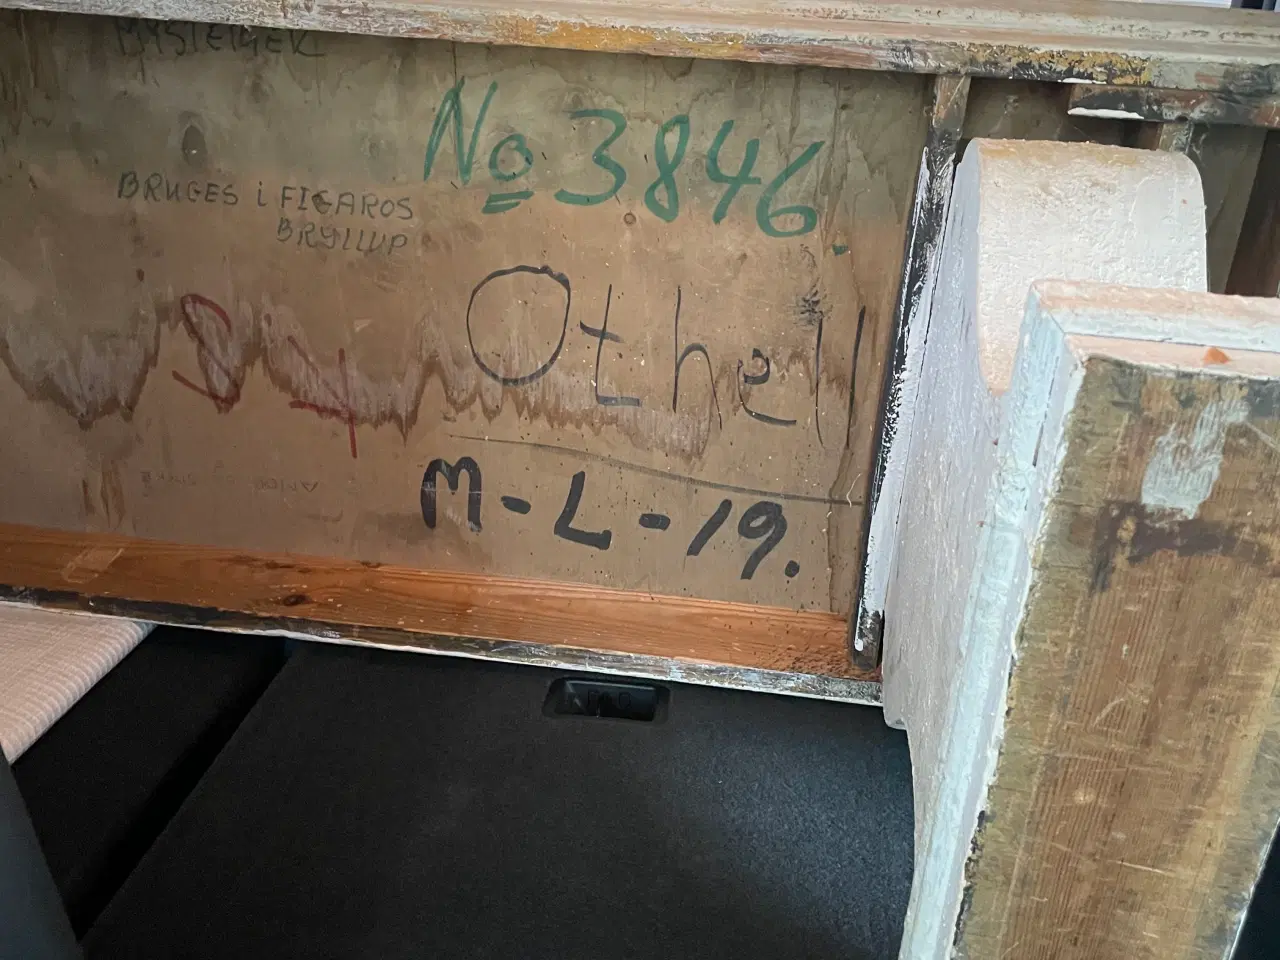 No 3846.
BRUGES i FIGAROS
BRYLLUP
Othell
M-L-19.